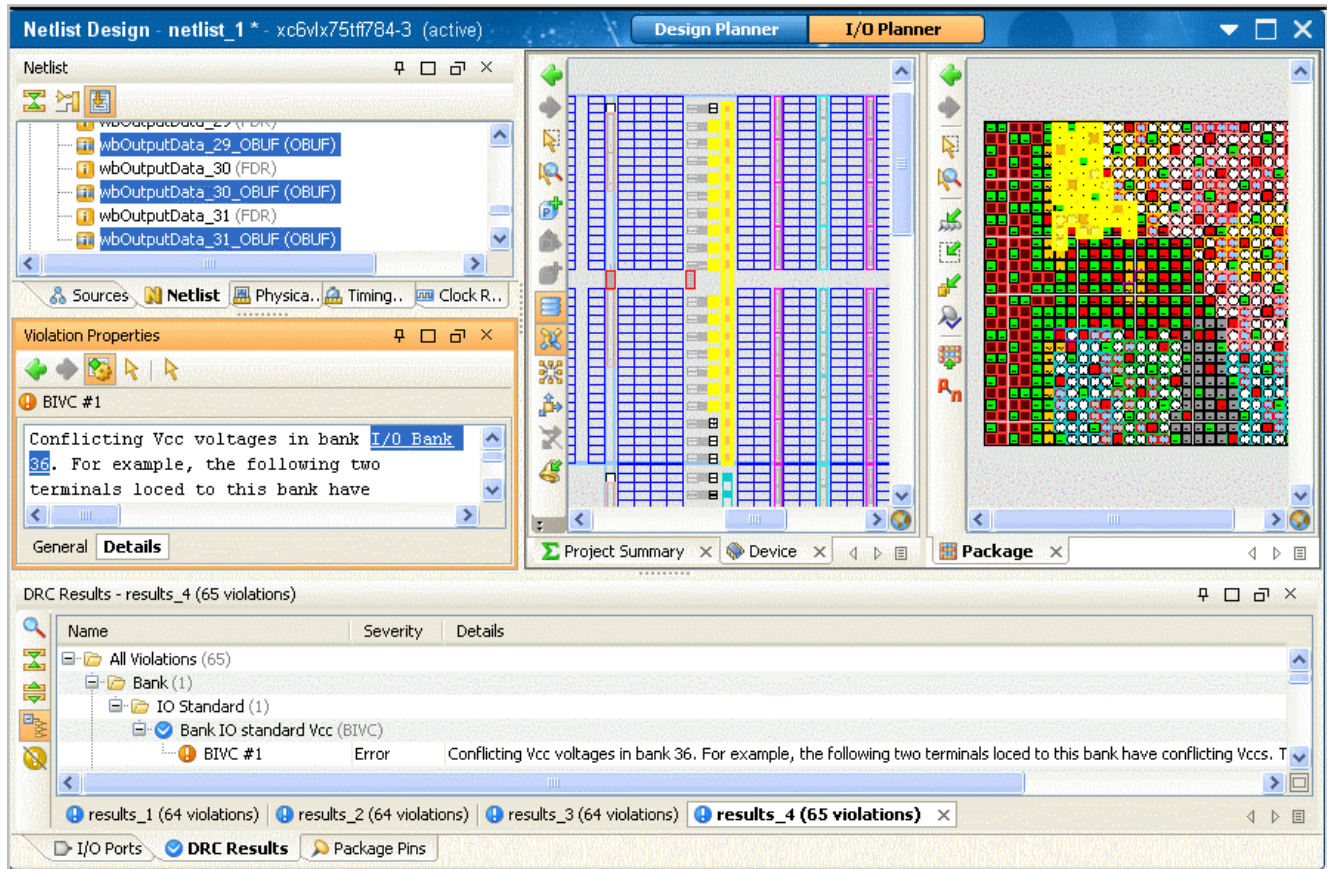 Netlist Design - netlist_1 * - xc6vlx75tff784-3 (active)
Design Planner
I/O Planner
Netlist
wbOutputData_29 (FDR)
wbOutputData_29_OBUF (OBUF)
wbOutputData_30 (FDR)
wbOutputData_30_OBUF (OBUF)
wbOutputData_31 (FDR)
wbOutputData_31_OBUF (OBUF)
Sources Netlist Physica.. Timing.. Clock R..
Violation Properties
BIVC #1
Conflicting Vcc voltages in bank I/O Bank
36. For example, the following two
terminals loced to this bank have
General Details
Project Summary Device
Package
DRC Results - results_4 (65 violations)
Name Severity Details
All Violations (65)
Bank (1)
IO Standard (1)
Bank IO standard Vcc (BIVC)
BIVC #1 Error Conflicting Vcc voltages in bank 36. For example, the following two terminals loced to this bank have conflicting Vccs. T
results_1 (64 violations) results_2 (64 violations) results_3 (64 violations) results_4 (65 violations)
I/O Ports DRC Results Package Pins